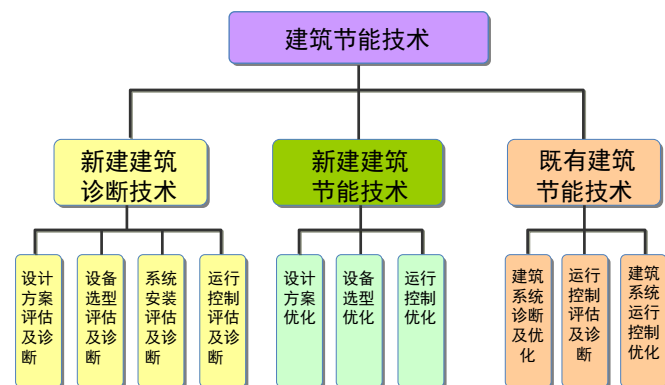 建筑节能技术
新建建筑
诊断技术
新建建筑
节能技术
既有建筑
节能技术
设计
方案
评估
及诊
断
设备
选型
评估
及诊
断
系统
安装
评估
及诊
断
运行
控制
评估
及诊
断
设计
方案
优化
设备
选型
优化
运行
控制
优化
建筑
系统
诊断
及优
化
运行
控制
评估
及诊
断
建筑
系统
运行
控制
优化